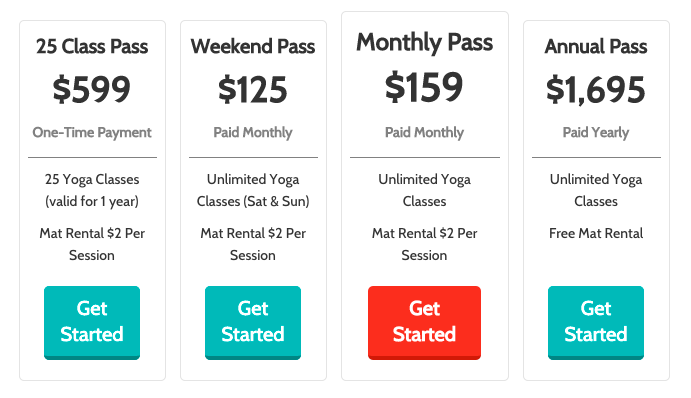 25 Class Pass
$599
One-Time Payment
25 Yoga Classes
(valid for 1 year)
Mat Rental $2 Per
Session
Get
Started
Weekend Pass
$125
Paid Monthly
Unlimited Yoga
Classes (Sat & Sun)
Mat Rental $2 Per
Session
Get
Started
Monthly Pass
$159
Paid Monthly
Unlimited Yoga
Classes
Mat Rental $2 Per
Session
Get
Started
Annual Pass
$1,695
Paid Yearly
Unlimited Yoga
Classes
Free Mat Rental
Get
Started